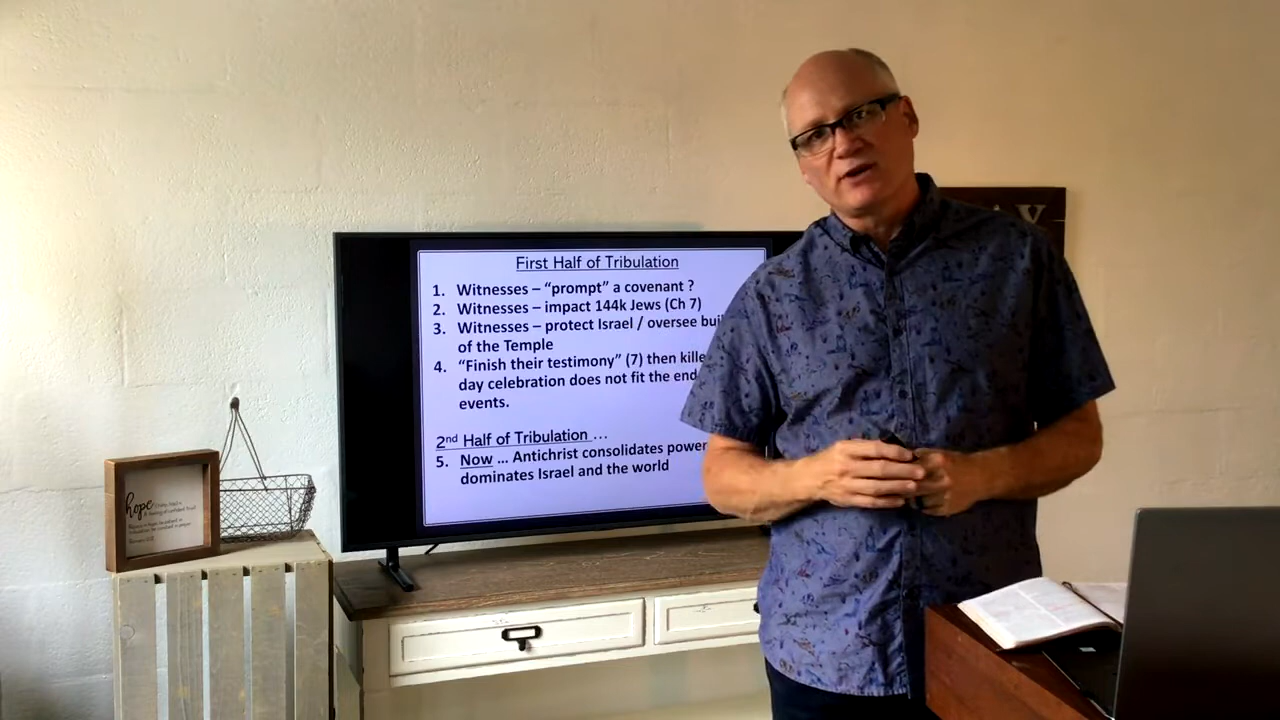 First Half of Tribulation
1. Witnesses – “prompt” a covenant ?
2. Witnesses – impact 144k Jews (Ch 7)
3. Witnesses – protect Israel / oversee
of the Temple
4. “Finish their testimony” (7) then
day celebration does not fit the end
events.
2nd Half of Tribulation …
5. Now … Antichrist consolidates power
dominates Israel and the world
hope